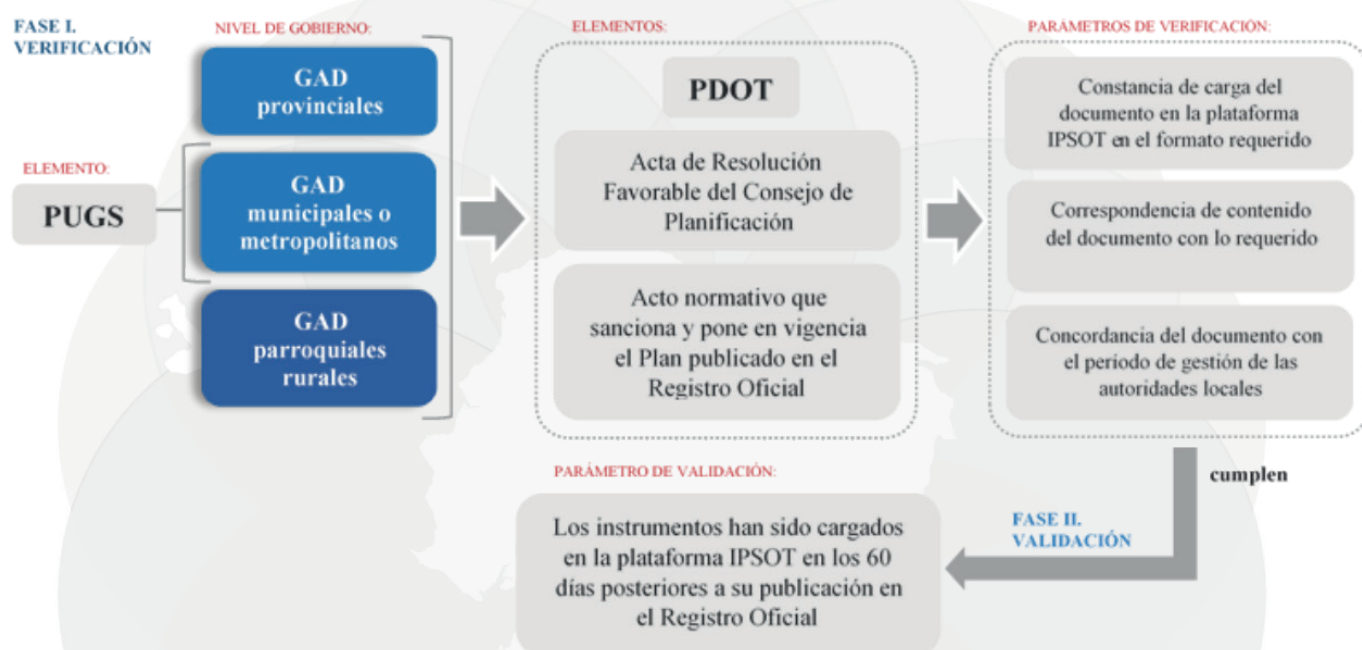 FASE I.
VERIFICACIÓN
NIVEL DE GOBIERNO:
GAD
provinciales
ELEMENTO:
PUGS
GAD
municipales o
metropolitanos
GAD
parroquiales
rurales
ELEMENTOS:
PDOT
Acta de Resolución
Favorable del Consejo de
Planificación
Acto normativo que
sanciona y pone en vigencia
el Plan publicado en el
Registro Oficial
PARÁMETROS DE VERIFICACIÓN:
Constancia de carga del
documento en la plataforma
IPSOT en el formato requerido
Correspondencia de contenido
del documento con lo requerido
Concordancia del documento con
el periodo de gestión de las
autoridades locales
cumplen
FASE II.
VALIDACIÓN
PARÁMETRO DE VALIDACIÓN:
Los instrumentos han sido cargados
en la plataforma IPSOT en los 60
días posteriores a su publicación en
el Registro Oficial